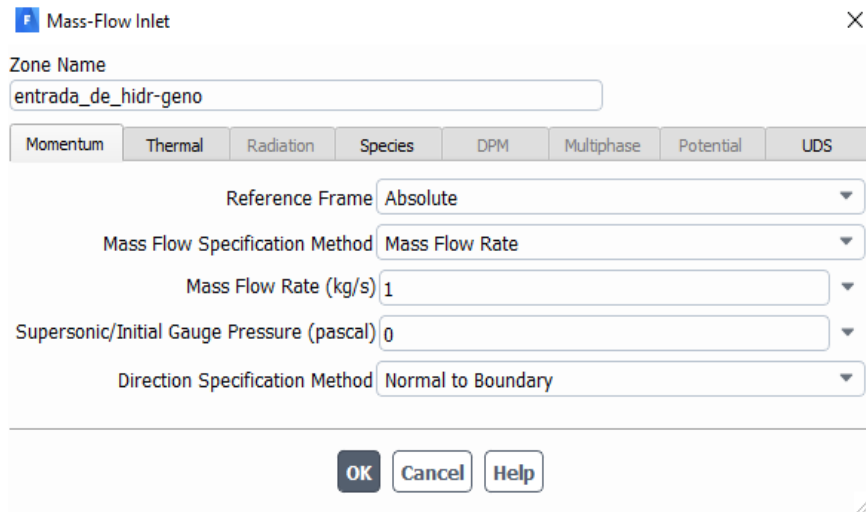 F Mass-Flow Inlet
Zone Name
entrada_de_hidr-geno
Momentum Thermal Radiation Species DPM Multiphase Potential UDS
Reference Frame Absolute
Mass Flow Specification Method Mass Flow Rate
Mass Flow Rate (kg/s) 1
Supersonic/Initial Gauge Pressure (pascal) 0
Direction Specification Method Normal to Boundary
OK Cancel Help